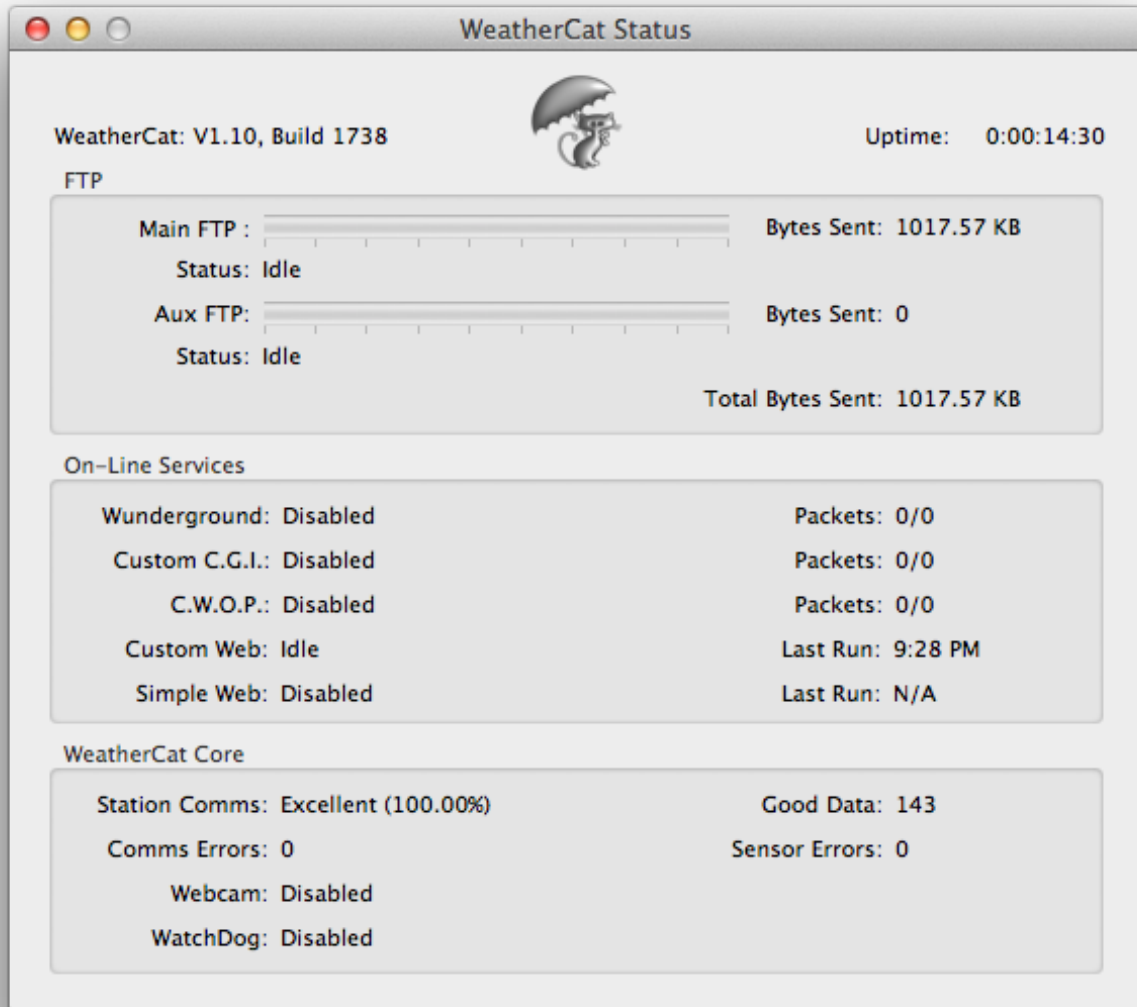 WeatherCat Status
WeatherCat: V1.10, Build 1738 Uptime: 0:00:14:30
FTP
Main FTP : Bytes Sent: 1017.57 KB
Status: Idle
Aux FTP: Bytes Sent: 0
Status: Idle
Total Bytes Sent: 1017.57 KB
On-Line Services
Wunderground: Disabled Packets: 0/0
Custom C.G.I.: Disabled Packets: 0/0
C.W.O.P.: Disabled Packets: 0/0
Custom Web: Idle Last Run: 9:28 PM
Simple Web: Disabled Last Run: N/A
WeatherCat Core
Station Comms: Excellent (100.00%) Good Data: 143
Comms Errors: 0 Sensor Errors: 0
Webcam: Disabled
WatchDog: Disabled